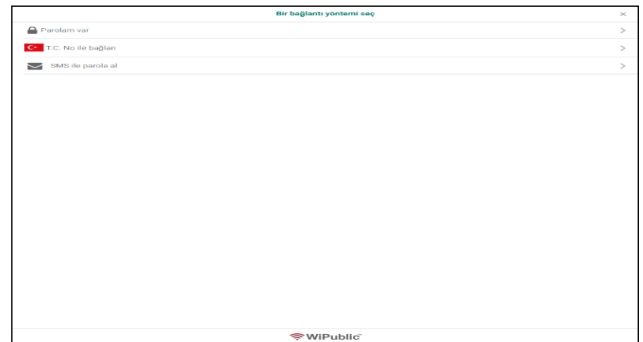 Bir bağlantı yöntemi seç
Parolam var
T.C. No ile bağlan
SMS ile parola al
WiPublic